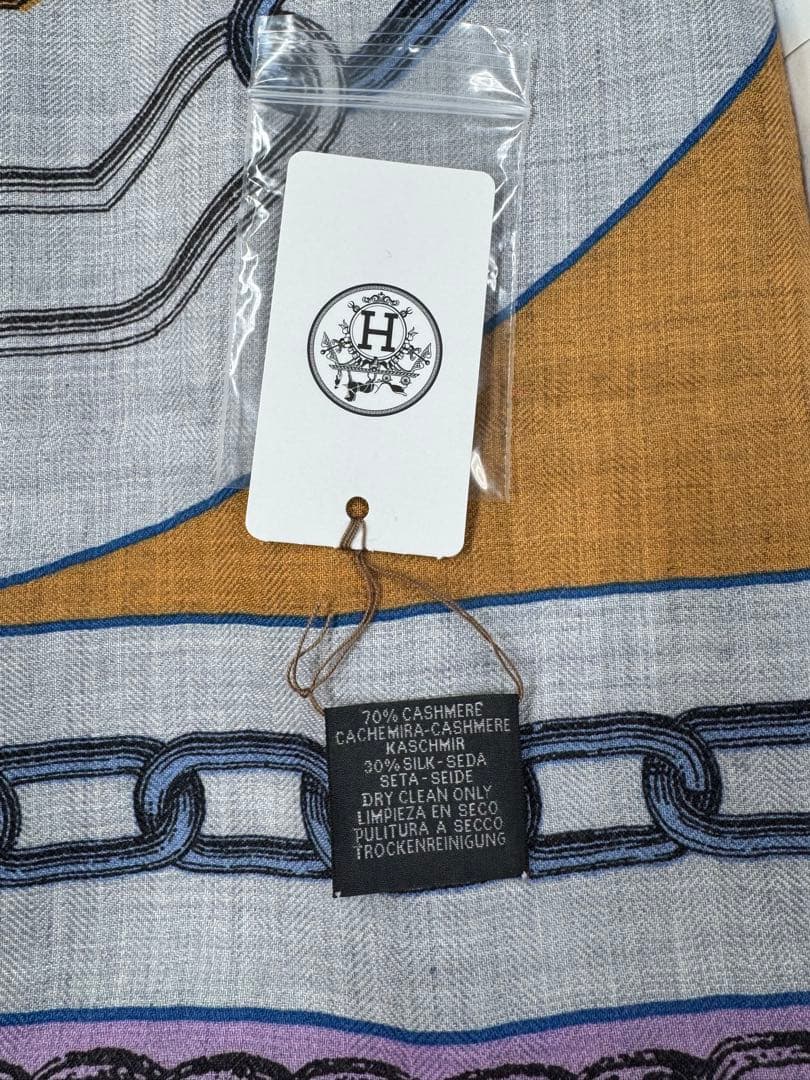 H
70% CASHMERE
CACHEMIRA-CASHMERE
KASCHMIR
30% SILK-SEDA
SETA-SEIDE
DRY CLEAN ONLY
LIMPIEZA EN SECO
PULITURA A SECCO
TROCKENREINIGUNG